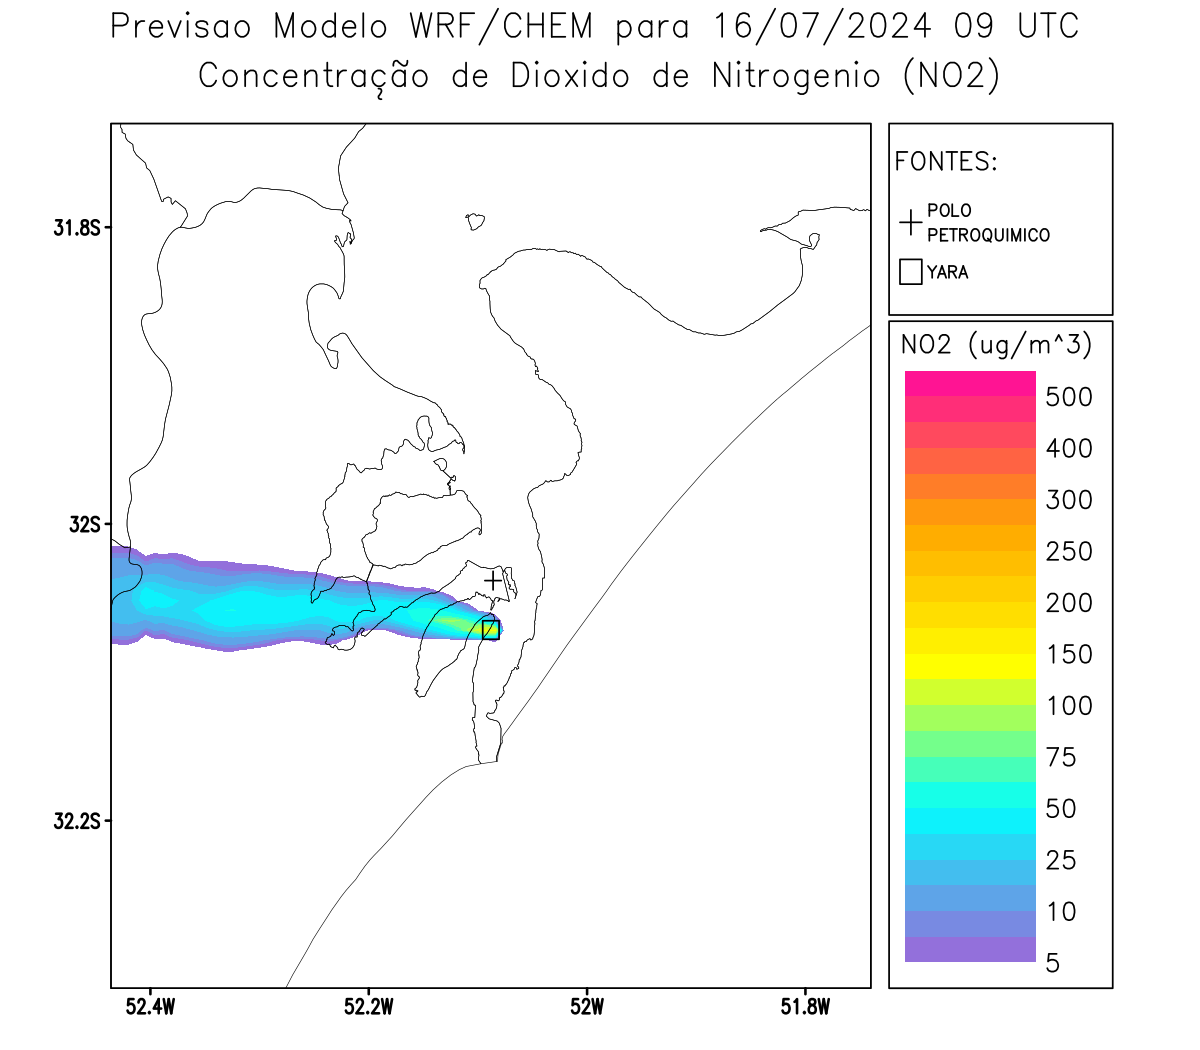 Previsao Modelo WRF/CHEM para 16/07/2024 09 UTC
Concentração de Dioxido de Nitrogenio (NO2)
FONTES:
POLO
PETROQUIMICO
YARA
NO2 (ug/m^3)
500
400
300
250
200
150
100
75
50
25
10
5
31.8S
32S
32.2S
52.4W
52.2W
52W
51.8W